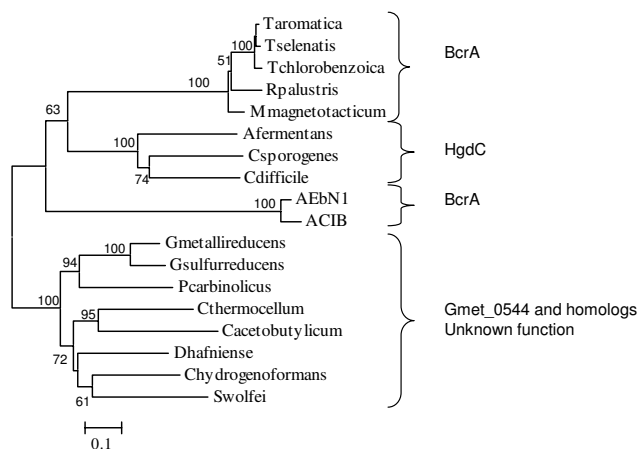 Taromatica
100
Tselenatis
51
BcrA
Tchlorobenzoica
100
Rpalustris
Mmagnetotacticum
63
Afermentans
100
Csporogenes
HgdC
74
Cdifficile
AEbN1
100
BcrA
ACIB
Gmetallireducens
100
94
Gsulfurreducens
Pcarbinolicus
100
Cthermocellum
95
Gmet_0544 and homologs
Unknown function
Cacetobutylicum
72
Dhafniense
Chydrogenoformans
61
Swolfei
0.1